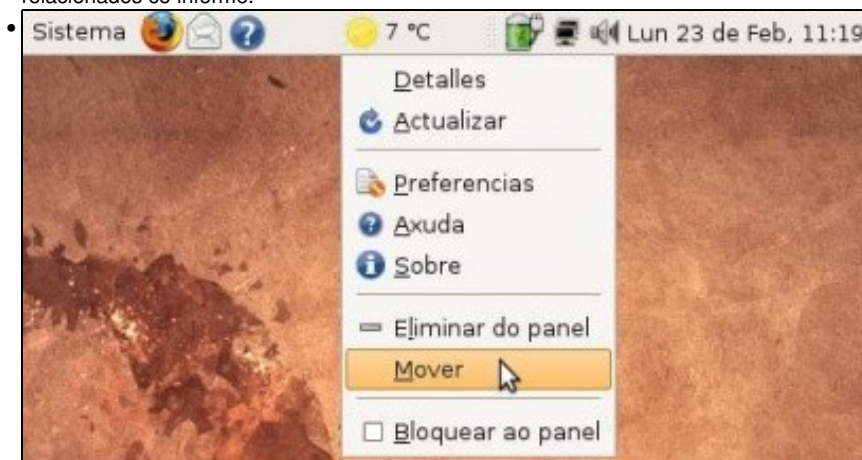 relacionados co informe.
Sistema 7 °C Lun 23 de Feb, 11:19
Detalles
Actualizar
Preferencias
Axuda
Sobre
Eliminar do panel
Mover
Bloquear ao panel